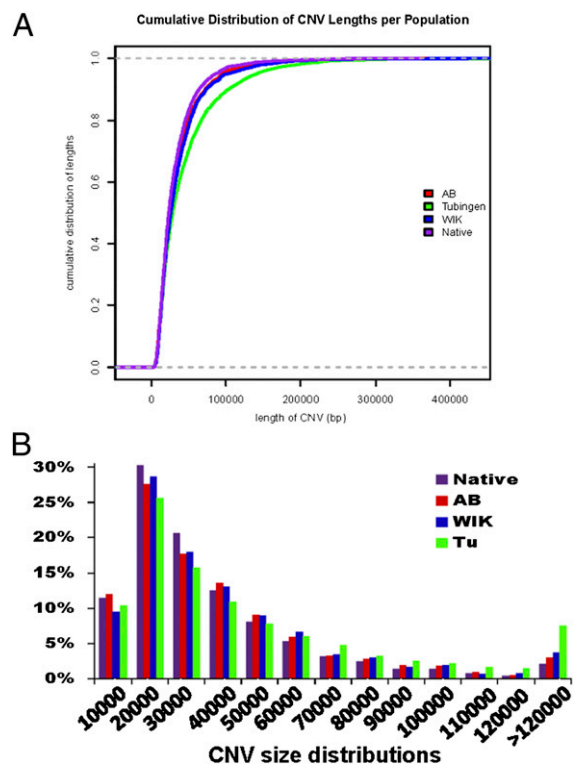 A
Cumulative Distribution of CNV Lengths per Population
cumulative distribution of lengths
1.0
0.8
0.6
0.4
0.2
0.0
AB
Tubingen
WIK
Native
0 100000 200000 300000 400000
length of CNV (bp)
B
30%
25%
20%
15%
10%
5%
0%
Native
AB
WIK
Tu
10000 20000 30000 40000 50000 60000 70000 80000 90000 100000 110000 120000 >120000
CNV size distributions